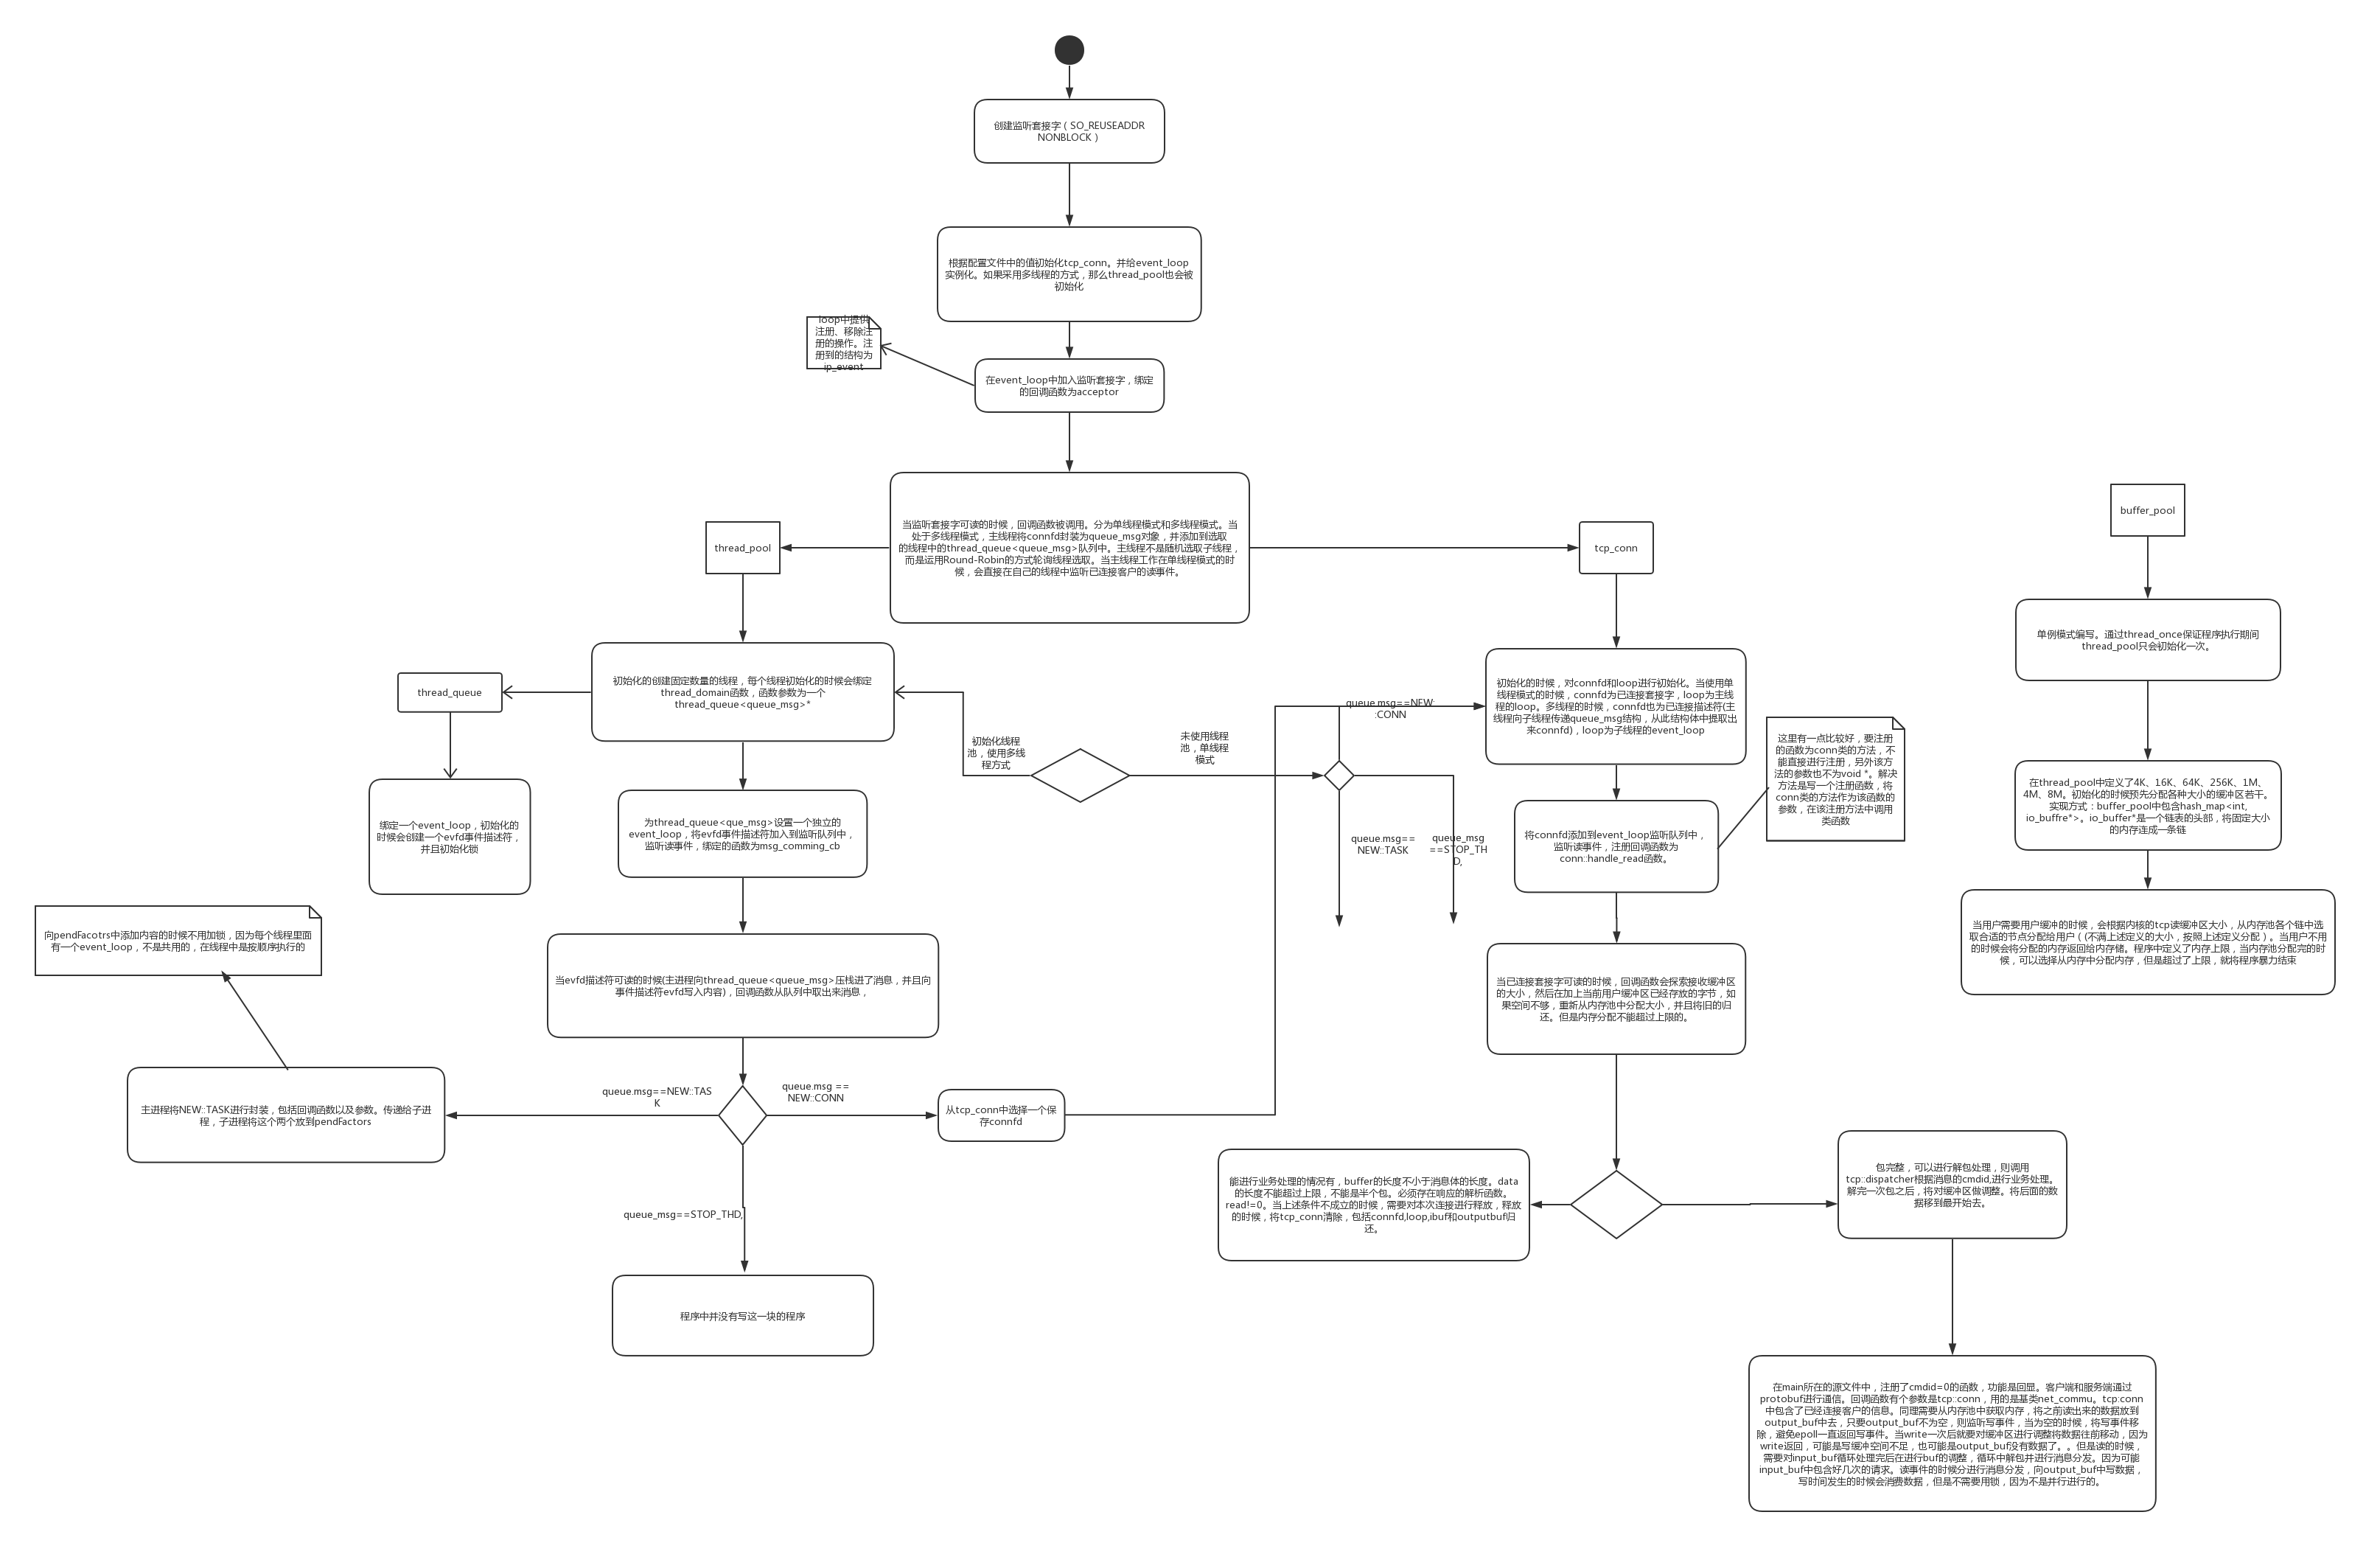 创建监听套接字（SO_REUSEADDR
NONBLOCK）
根据配置文件中的值初始化tcp_conn。并给event_loop
实例化。如果采用多线程的方式，那么thread_pool也会被
初始化
loop中提供
注册、移除注
册的操作。注
册到的结构为
ip_event
在event_loop中加入监听套接字，绑定
的回调函数为acceptor
当监听套接字可读的时候，回调函数被调用。分为单线程模式和多线程模式。当
处于多线程模式，主线程将connfd封装为queue_msg对象，并添加到选取
的线程中的thread_queue<queue_msg>队列中。主线程不是随机选取子线程，
而是运用Round-Robin的方式轮询线程选取。当主线程工作在单线程模式的时
候，会直接在自己的线程中监听已连接客户的读事件。
thread_pool
tcp_conn
buffer_pool
初始化的创建固定数量的线程，每个线程初始化的时候会绑定
thread_domain函数，函数参数为一个
thread_queue<queue_msg>*
thread_queue
绑定一个event_loop，初始化的
时候会创建一个evfd事件描述符，
并且初始化锁
为thread_queue<que_msg>设置一个独立的
event_loop，将evfd事件描述符加入到监听队列中，
监听读事件，绑定的函数为msg_comming_cb
当evfd描述符可读的时候(主进程向thread_queue<queue_msg>压栈进了消息，并且向
事件描述符evfd写入内容)，回调函数从队列中取出来消息，
向pendFacotrs中添加内容的时候不用加锁，因为每个线程里面
有一个event_loop，不是共用的，在线程中是按顺序执行的
主进程将NEW::TASK进行封装，包括回调函数以及参数。传递给子进
程，子进程将这个两个放到pendFactors
queue.msg==NEW::TAS
K
queue.msg ==
NEW::CONN
从tcp_conn中选择一个保
存connfd
queue_msg==STOP_THD,
程序中并没有写这一块的程序
初始化线程
池，使用多线
程方式
未使用线程
池，单线程
模式
queue.msg==NEW:
:CONN
queue.msg==
NEW::TASK
queue_msg
==STOP_TH
D,
初始化的时候，对connfd和loop进行初始化。当使用单
线程模式的时候，connfd为已连接套接字，loop为主线
程的loop。多线程的时候，connfd也为已连接描述符(主
线程向子线程传递queue_msg结构，从此结构体中提取出
来connfd)，loop为子线程的event_loop
将connfd添加到event_loop监听队列中，
监听读事件，注册回调函数为
conn::handle_read函数。
这里有一点比较好，要注册
的函数为conn类的方法，不
能直接进行注册，另外该方
法的参数也不为void *。解决
方法是写一个注册函数，将
conn类的方法作为该函数的
参数，在该注册方法中调用
类函数
当已连接套接字可读的时候，回调函数会探索接收缓冲区
的大小，然后在加上当前用户缓冲区已经存放的字节，如
果空间不够，重新从内存池中分配大小，并且将旧的归
还。但是内存分配不能超过上限的。
能进行业务处理的情况有，buffer的长度不小于消息体的长度。data
的长度不能超过上限，不能是半个包。必须存在响应的解析函数。
read!=0。当上述条件不成立的时候，需要对本次连接进行释放，释放
的时候，将tcp_conn清除，包括connfd,loop,ibuf和outputbuf归
还。
包完整，可以进行解包处理，则调用
tcp::dispatcher根据消息的cmdid,进行业务处理。
解完一次包之后，将对缓冲区做调整。将后面的数
据移到最开始去。
在main所在的源文件中，注册了cmdid=0的函数，功能是回显。客户端和服务端通过
protobuf进行通信。回调函数有个参数是tcp::conn，用的是基类net_commu。tcp:conn
中包含了已经连接客户的信息。同理需要从内存池中获取内存，将之前读出来的数据放到
output_buf中去，只要output_buf不为空，则监听写事件，当为空的时候，将写事件移
除，避免epoll一直返回写事件。当write一次后就要对缓冲区进行调整将数据往前移动，因为
write返回，可能是写缓冲空间不足，也可能是output_buf没有数据了。。但是读的时候，
需要对input_buf循环处理完后在进行buf的调整，循环中解包并进行消息分发。因为可能
input_buf中包含好几次的请求。读事件的时候分进行消息分发，向output_buf中写数据，
写时间发生的时候会消费数据，但是不需要用锁，因为不是并行进行的。
单例模式编写。通过thread_once保证程序执行期间
thread_pool只会初始化一次。
在thread_pool中定义了4K、16K、64K、256K、1M、
4M、8M。初始化的时候预先分配各种大小的缓冲区若干。
实现方式：buffer_pool中包含hash_map<int,
io_buffre*>。io_buffer*是一个链表的头部，将固定大小
的内存连成一条链
当用户需要用户缓冲的时候，会根据内核的tcp读缓冲区大小，从内存池各个链中选
取合适的节点分配给用户（(不满上述定义的大小，按照上述定义分配）。当用户不用
的时候会将分配的内存返回给内存储。程序中定义了内存上限，当内存池分配完的时
候，可以选择从内存中分配内存，但是超过了上限，就将程序暴力结束